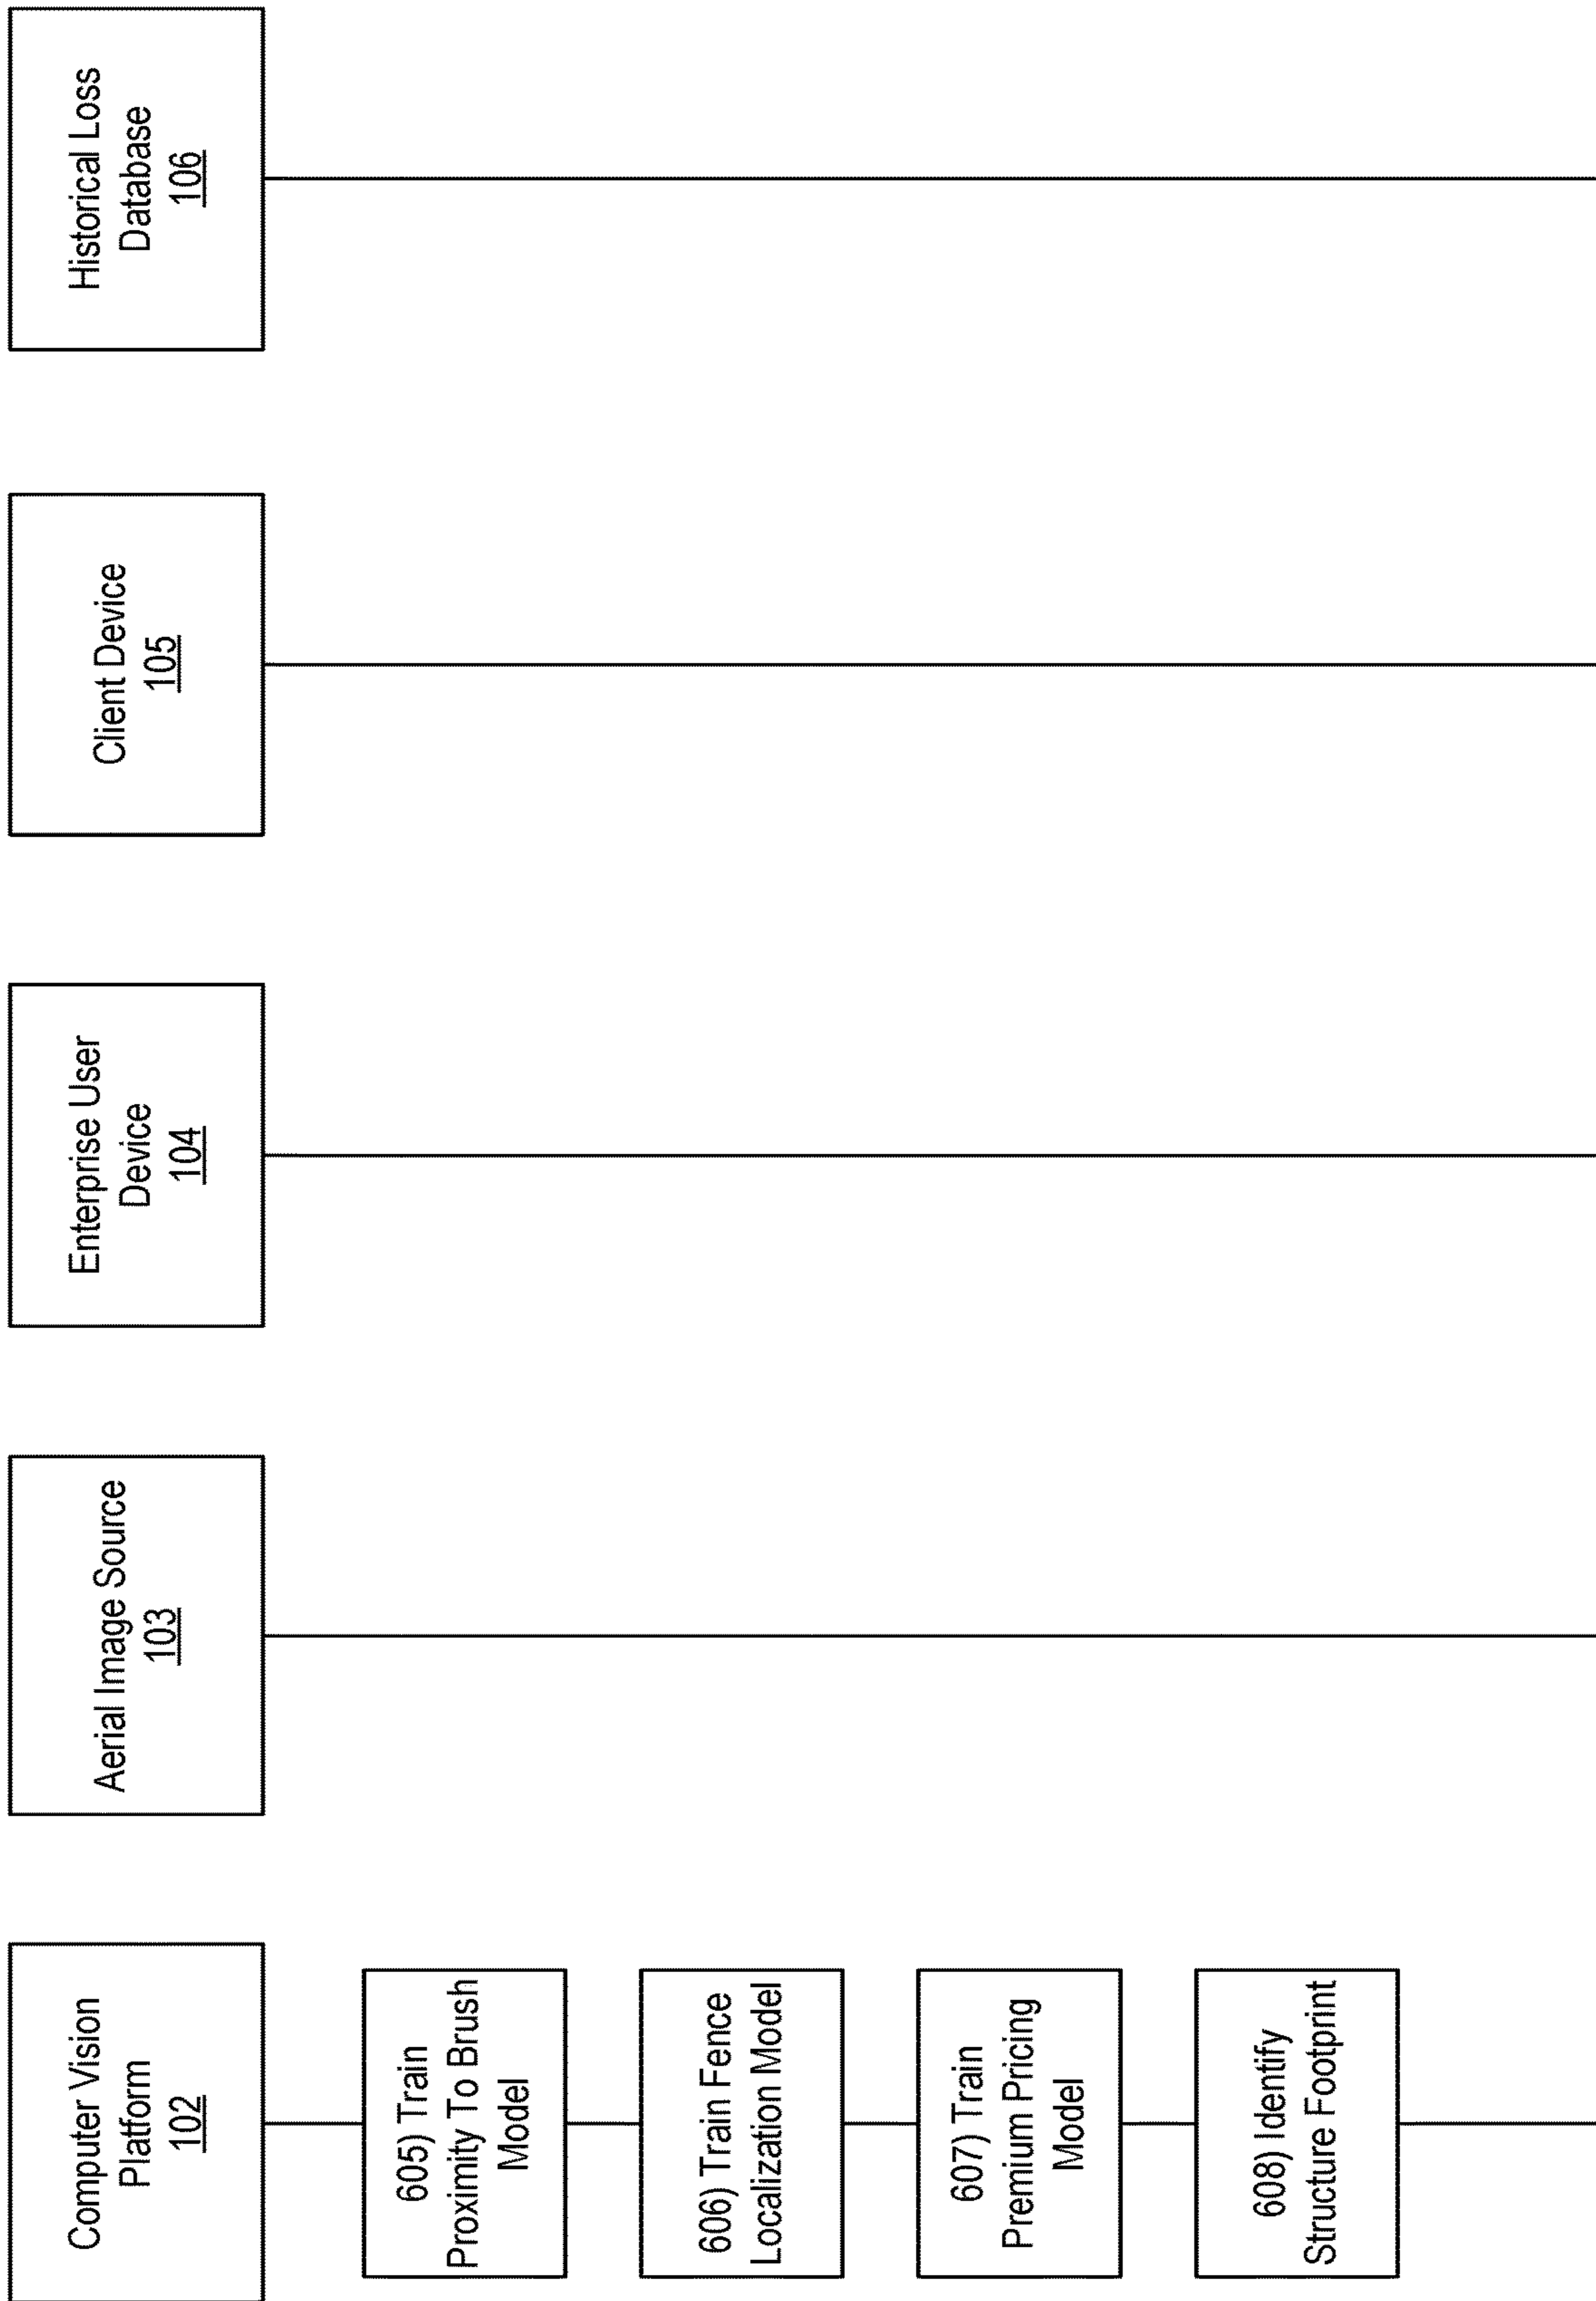 Computer Vision
Platform
102
Aerial Image Source
103
Enterprise User
Device
104
Client Device
105
Historical Loss
Database
106
605) Train
Proximity To Brush
Model
606) Train Fence
Localization Model
607) Train
Premium Pricing
Model
608) Identify
Structure Footprint